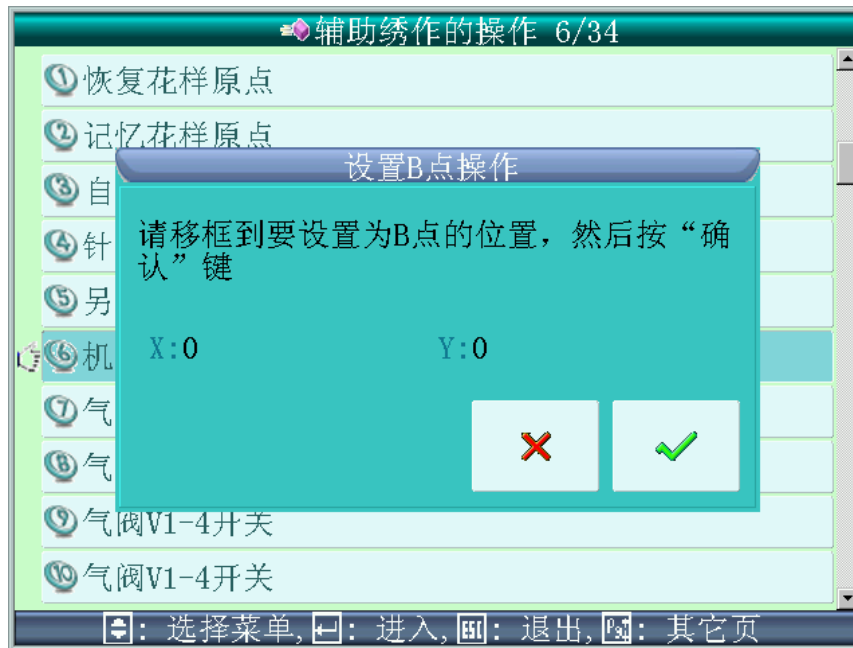 辅助绣作的操作 6/34
①恢复花样原点
②记忆花样原点
设置B点操作
③自
请移框到要设置为B点的位置，然后按“确
认”键
④针
⑤另
⑥机
X:0
Y:0
⑦气
⑧气
⑨气阀V1-4开关
⑩气阀V1-4开关
: 选择菜单, ↵: 进入, ESC: 退出, : 其它页